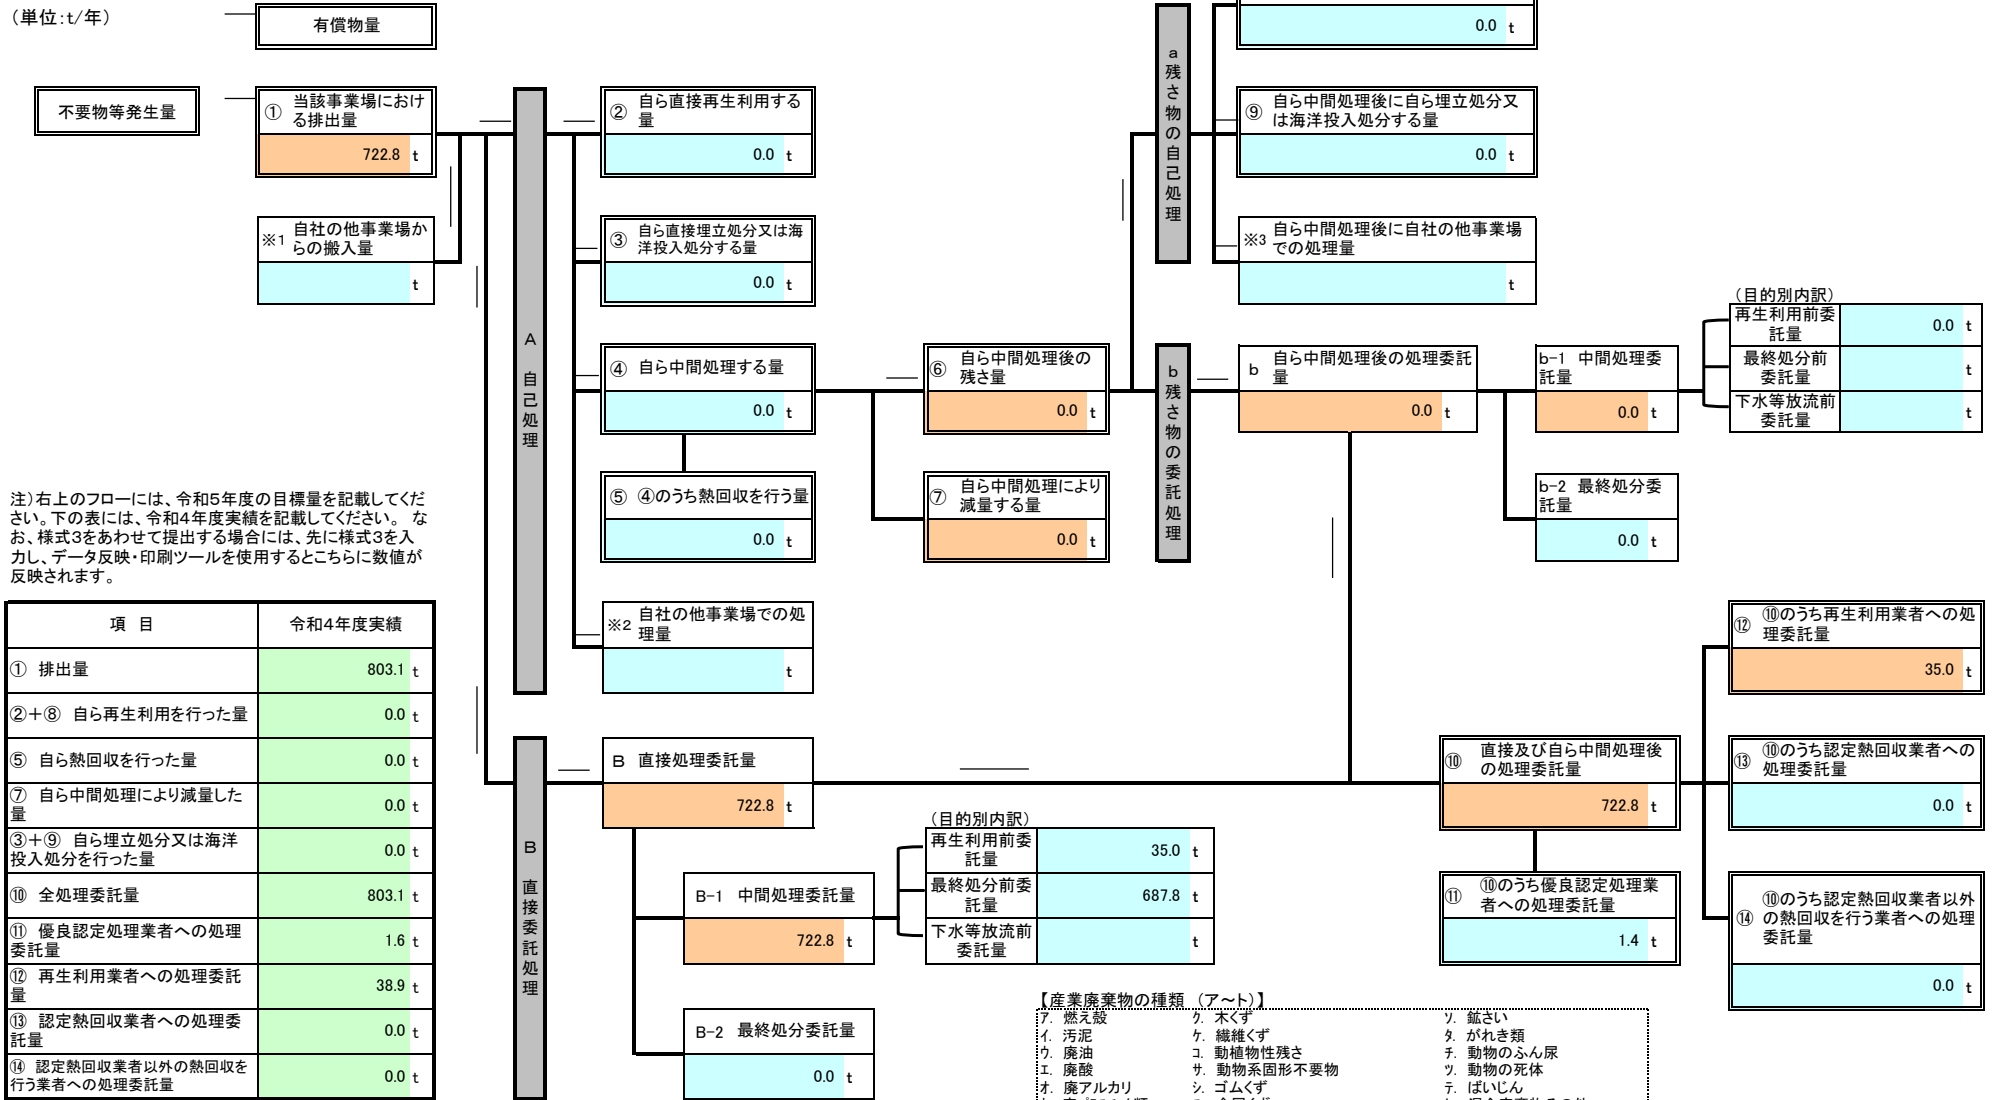 （単位：t/年）
有償物量
不要物等発生量
① 当該事業場におけ
る排出量
722.8 t
※1 自社の他事業場か
らの搬入量
t
A 自己処理
② 自ら直接再生利用する
量
0.0 t
③ 自ら直接埋立処分又は海
洋投入処分する量
0.0 t
④ 自ら中間処理する量
0.0 t
⑤ ④のうち熱回収を行う量
0.0 t
※2 自社の他事業場での処
理量
t
⑥ 自ら中間処理後の
残さ量
0.0 t
⑦ 自ら中間処理により
減量する量
0.0 t
a 残さ物の自己処理
0.0 t
⑨ 自ら中間処理後に自ら埋立処分又
は海洋投入処分する量
0.0 t
※3 自ら中間処理後に自社の他事業場
での処理量
t
b 残さ物の委託処理
b 自ら中間処理後の処理委託
量
0.0 t
b-1 中間処理委
託量
0.0 t
b-2 最終処分委
託量
0.0 t
（目的別内訳）
再生利用前委
託量
0.0 t
最終処分前
委託量
t
下水等放流前
委託量
t
注）右上のフローには、令和5年度の目標量を記載してくだ
さい。下の表には、令和4年度実績を記載してください。 な
お、様式3をあわせて提出する場合には、先に様式3を入
力し、データ反映・印刷ツールを使用するとこちらに数値が
反映されます。
項 目 令和4年度実績
① 排出量 803.1 t
②＋⑧ 自ら再生利用を行った量 0.0 t
⑤ 自ら熱回収を行った量 0.0 t
⑦ 自ら中間処理により減量した
量 0.0 t
③＋⑨ 自ら埋立処分又は海洋
投入処分を行った量 0.0 t
⑩ 全処理委託量 803.1 t
⑪ 優良認定処理業者への処理
委託量 1.6 t
⑫ 再生利用業者への処理委託
量 38.9 t
⑬ 認定熱回収業者への処理委
託量 0.0 t
⑭ 認定熱回収業者以外の熱回収を
行う業者への処理委託量 0.0 t
B 直接委託処理
B 直接処理委託量
722.8 t
B-1 中間処理委託量
722.8 t
B-2 最終処分委託量
0.0 t
（目的別内訳）
再生利用前委
託量
35.0 t
最終処分前委
託量
687.8 t
下水等放流前
委託量
t
⑩ 直接及び自ら中間処理後
の処理委託量
722.8 t
⑪ ⑩のうち優良認定処理業
者への処理委託量
1.4 t
⑫ ⑩のうち再生利用業者への処
理委託量
35.0 t
⑬ ⑩のうち認定熱回収業者への
処理委託量
0.0 t
⑭ ⑩のうち認定熱回収業者以外
の熱回収を行う業者への処理
委託量
0.0 t
【産業廃棄物の種類 （ア～ト）】
ア. 燃え殻 ク. 木くず ソ. 鉱さい
イ. 汚泥 ケ. 繊維くず タ. がれき類
ウ. 廃油 コ. 動植物性残さ チ. 動物のふん尿
エ. 廃酸 サ. 動物系固形不要物 ツ. 動物の死体
オ. 廃アルカリ シ. ゴムくず テ. ばいじん